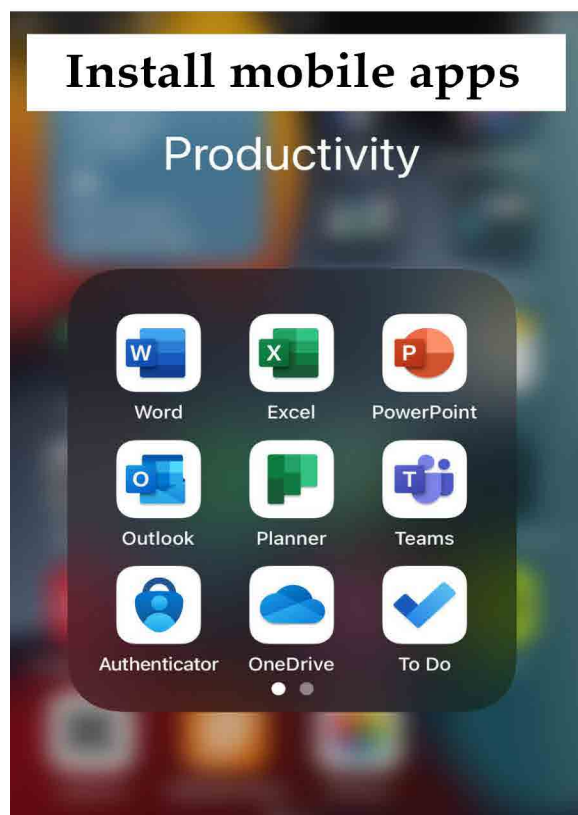 Install mobile apps
Productivity
W X P
Word Excel PowerPoint
O T
Outlook Planner Teams
Authenticator OneDrive To Do